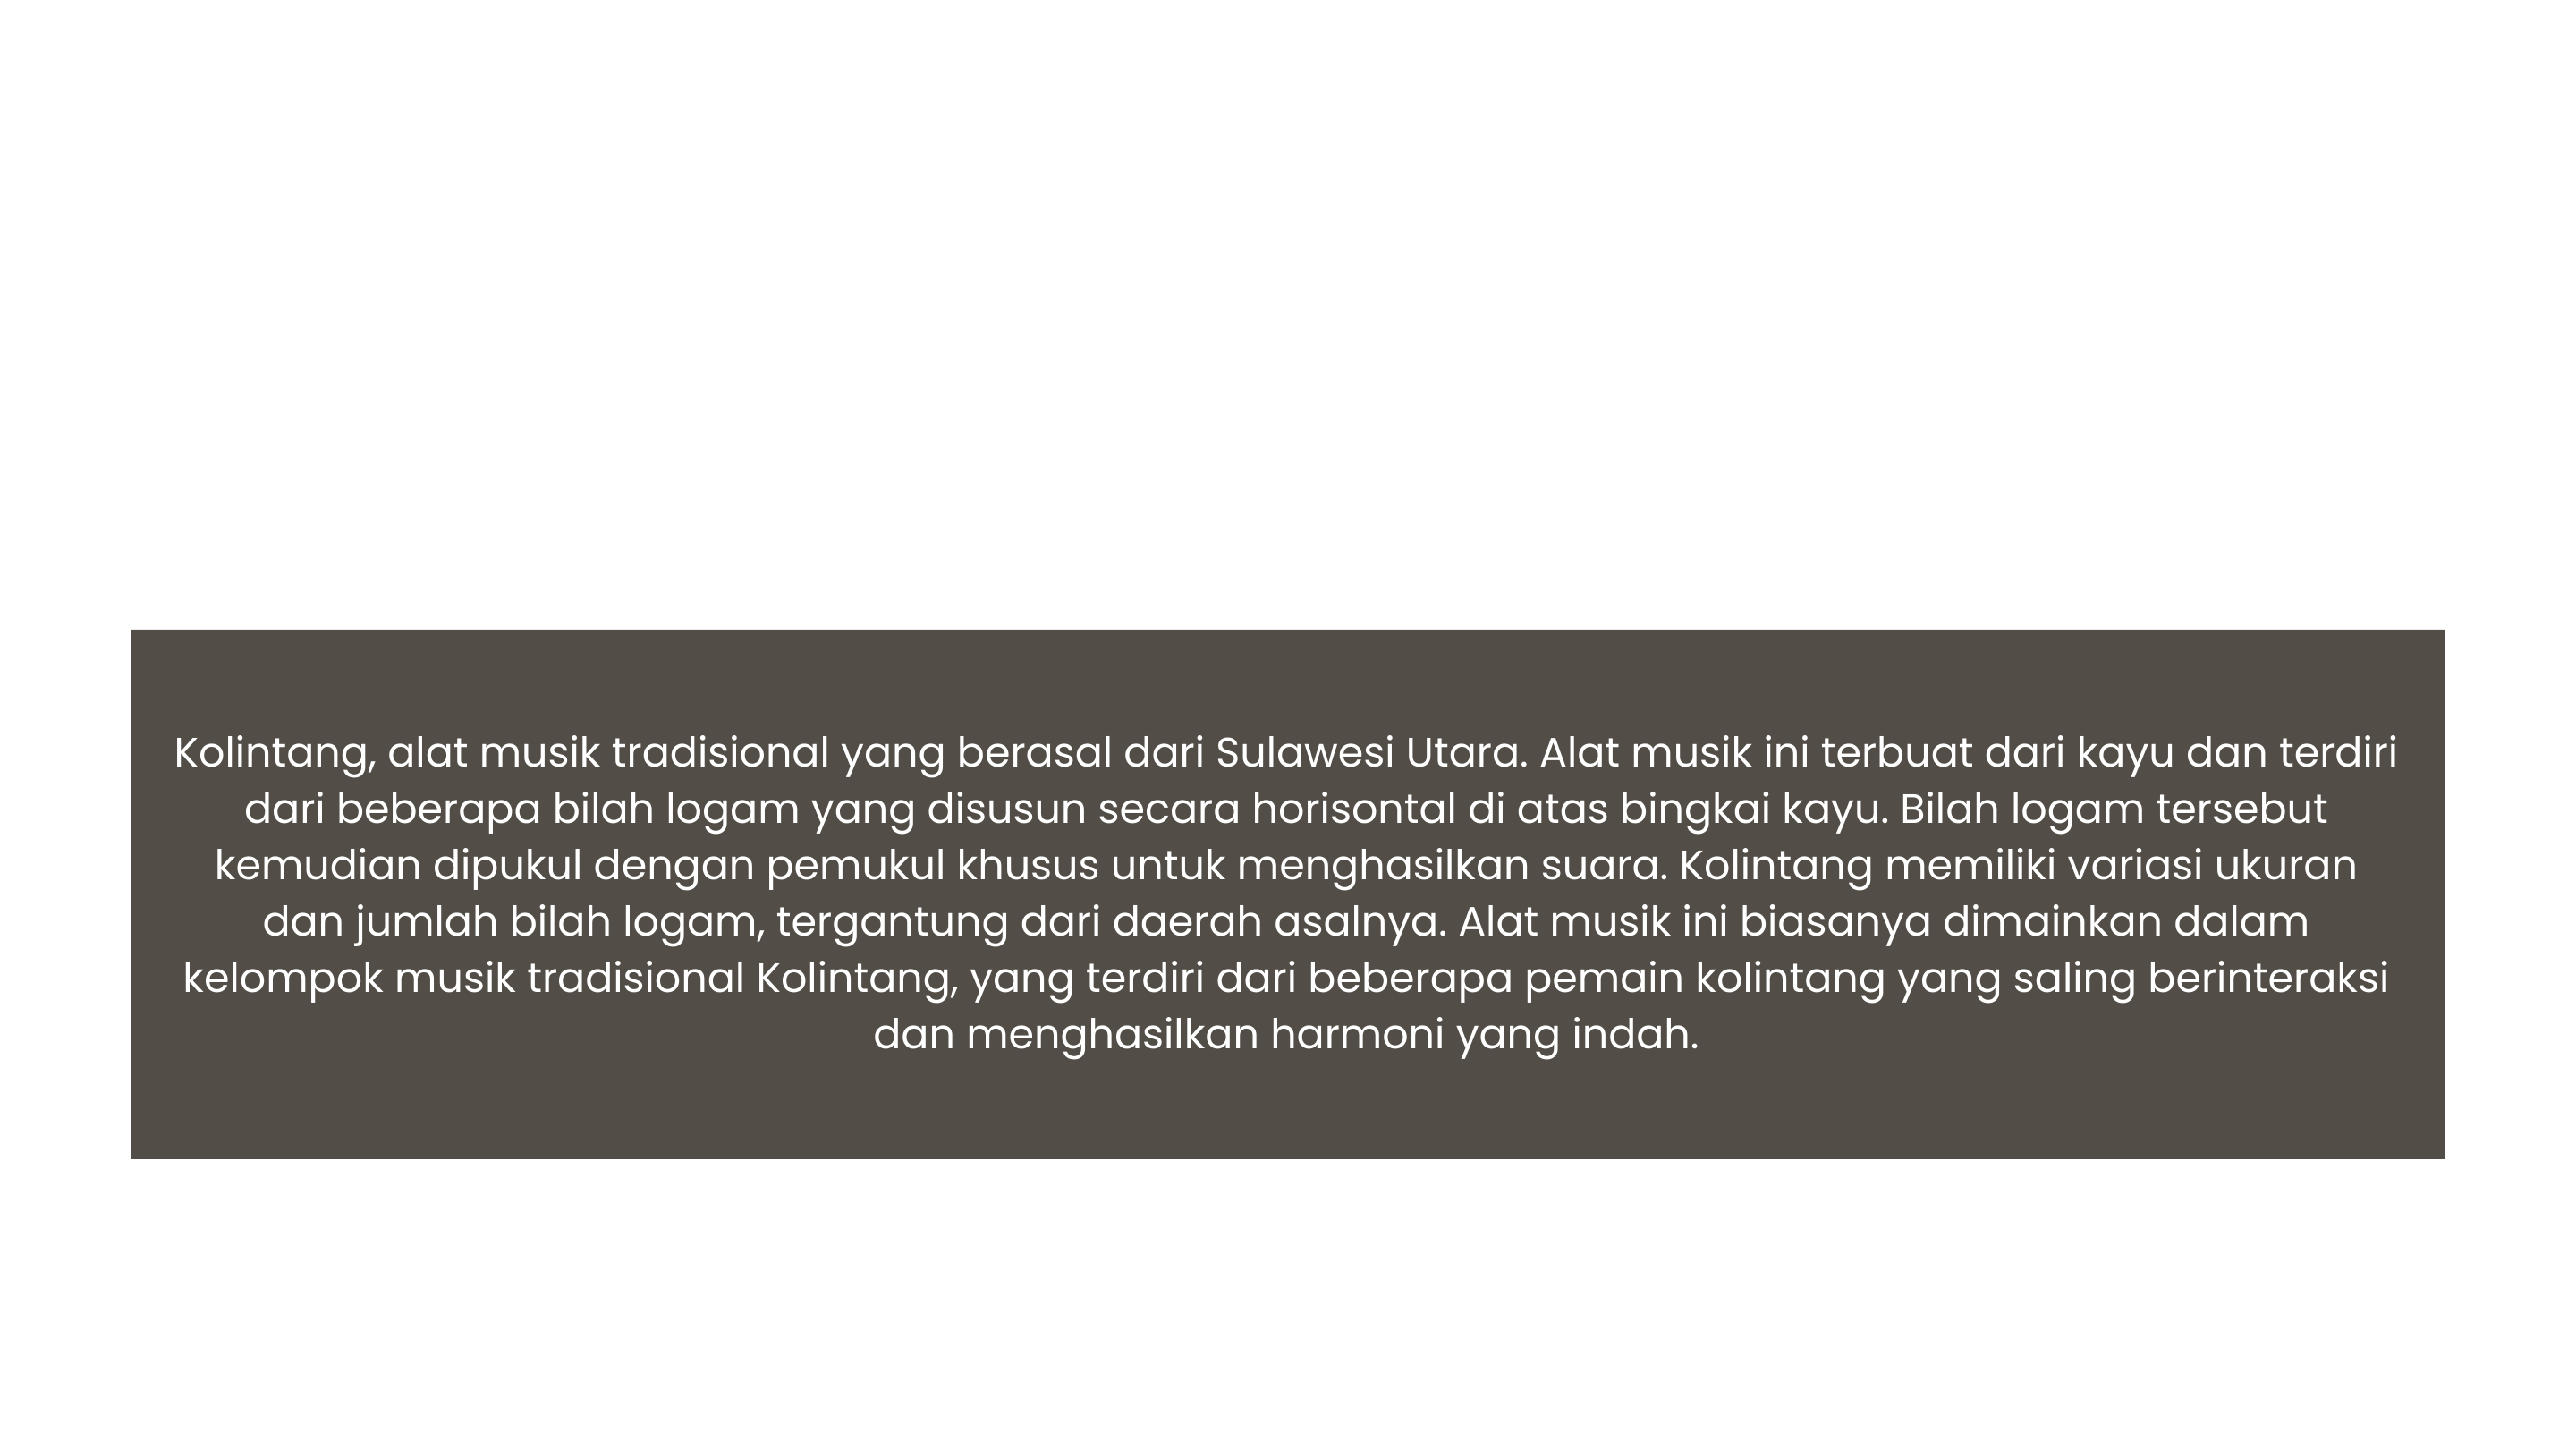 Kolintang, alat musik tradisional yang berasal dari Sulawesi Utara. Alat musik ini terbuat dari kayu dan terdiri
dari beberapa bilah logam yang disusun secara horisontal di atas bingkai kayu. Bilah logam tersebut
kemudian dipukul dengan pemukul khusus untuk menghasilkan suara. Kolintang memiliki variasi ukuran
dan jumlah bilah logam, tergantung dari daerah asalnya. Alat musik ini biasanya dimainkan dalam
kelompok musik tradisional Kolintang, yang terdiri dari beberapa pemain kolintang yang saling berinteraksi
dan menghasilkan harmoni yang indah.